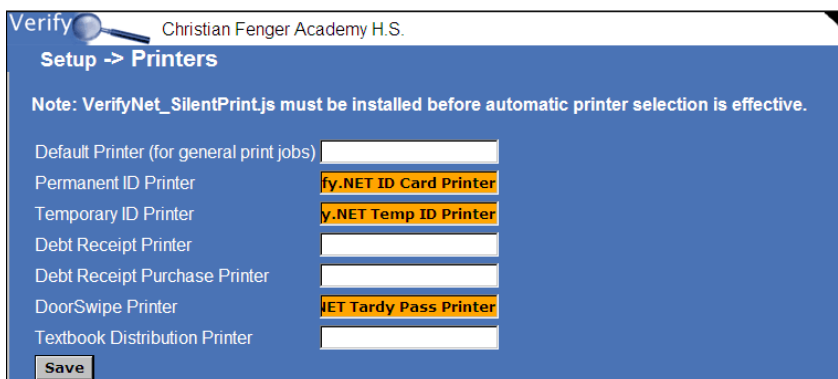 Verify Christian Fenger Academy H.S.
Setup -> Printers
Note: VerifyNet_SilentPrint.js must be installed before automatic printer selection is effective.
Default Printer (for general print jobs)
Permanent ID Printer fy.NET ID Card Printer
Temporary ID Printer y.NET Temp ID Printer
Debt Receipt Printer
Debt Receipt Purchase Printer
DoorSwipe Printer NET Tardy Pass Printer
Textbook Distribution Printer
Save